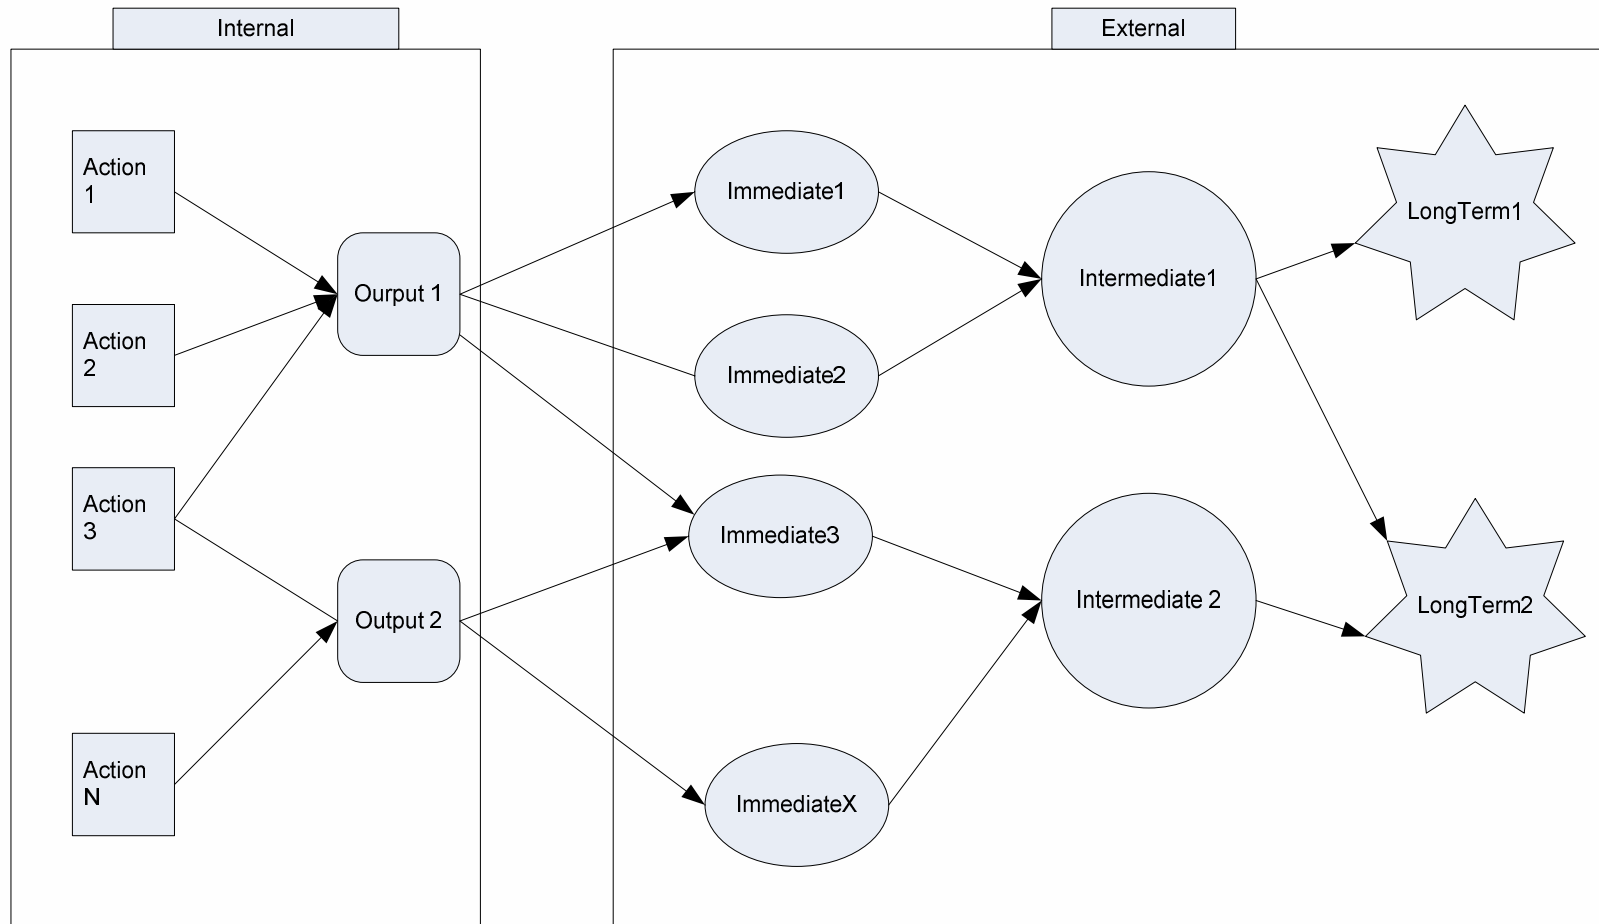 Internal
External
Action
1
Action
2
Action
3
Action
N
Ourput 1
Output 2
Immediate1
Immediate2
Immediate3
ImmediateX
Intermediate1
Intermediate 2
LongTerm1
LongTerm2